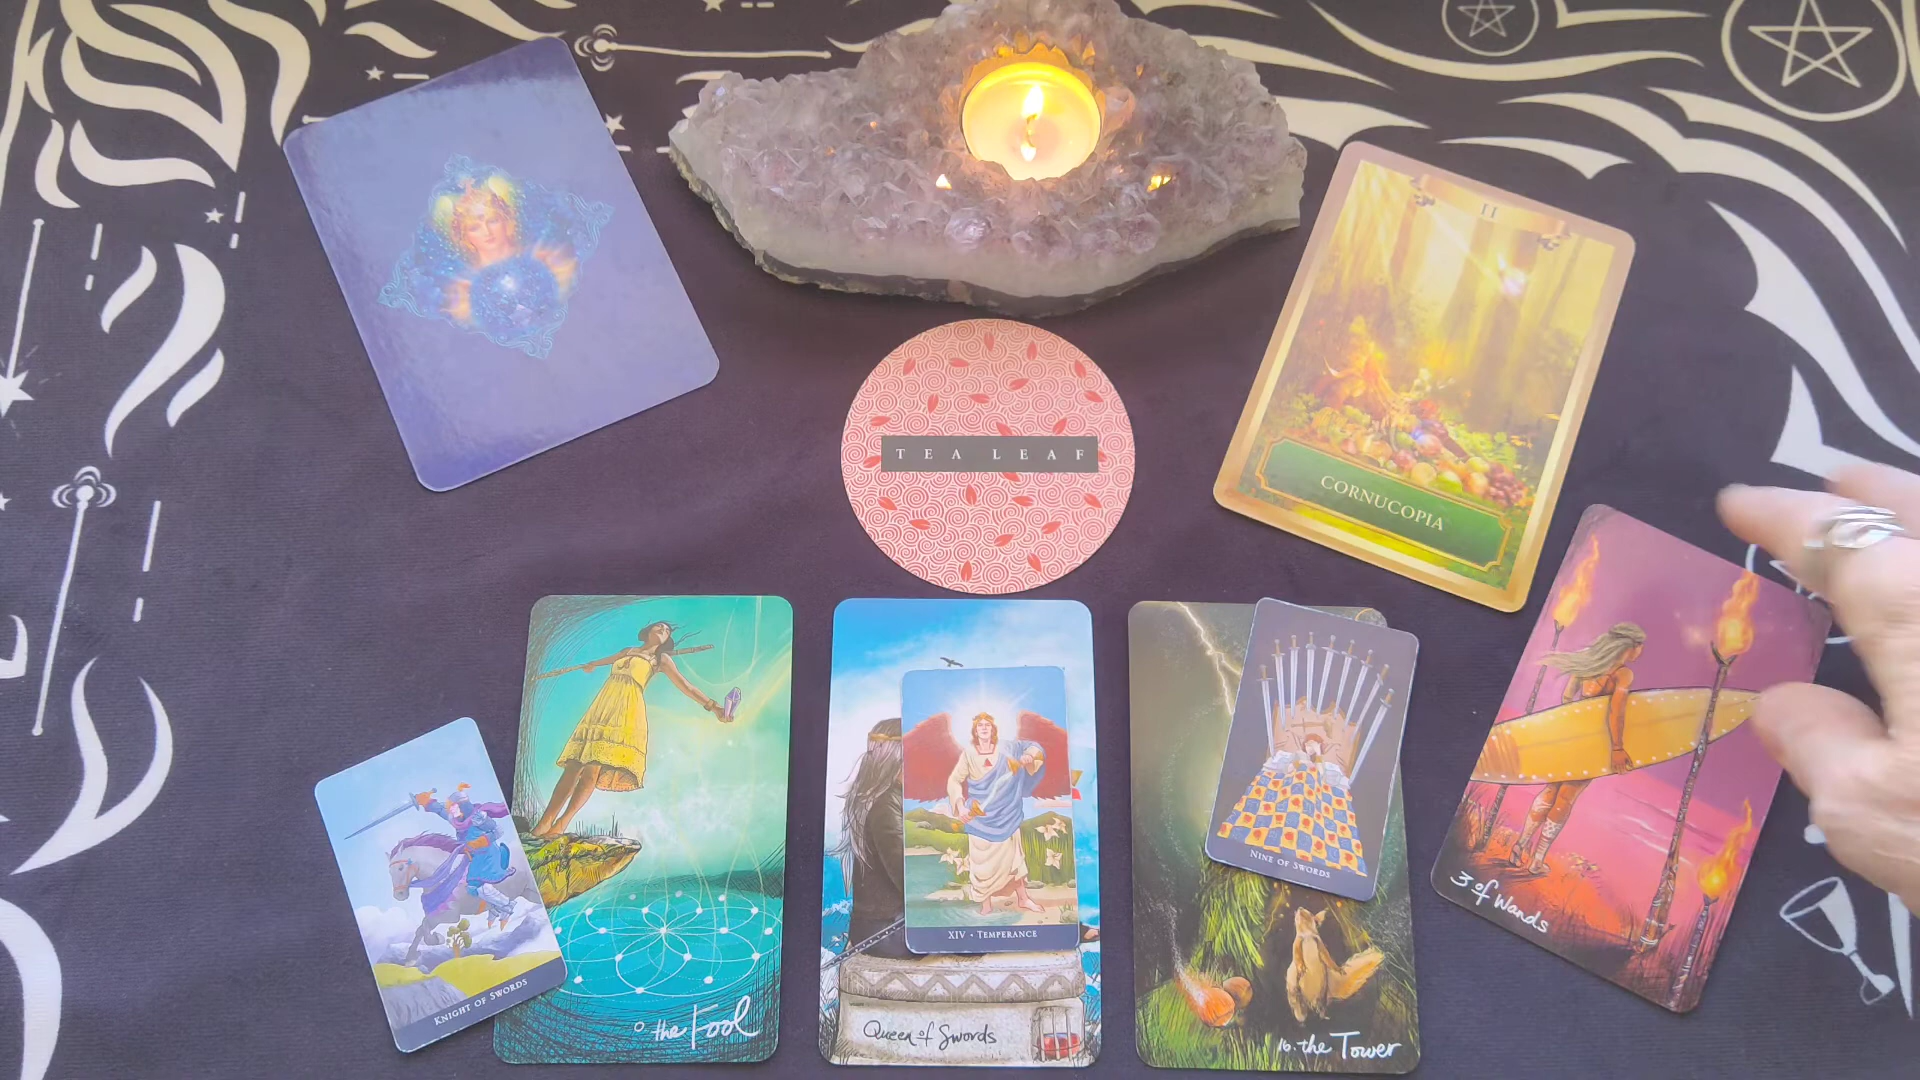 II
CORNUCOPIA
TEA LEAF
KNIGHT OF SWORDS
0 the Fool
XIV • TEMPERANCE
Queen of Swords
NINE OF SWORDS
16. the Tower
3 of Wands